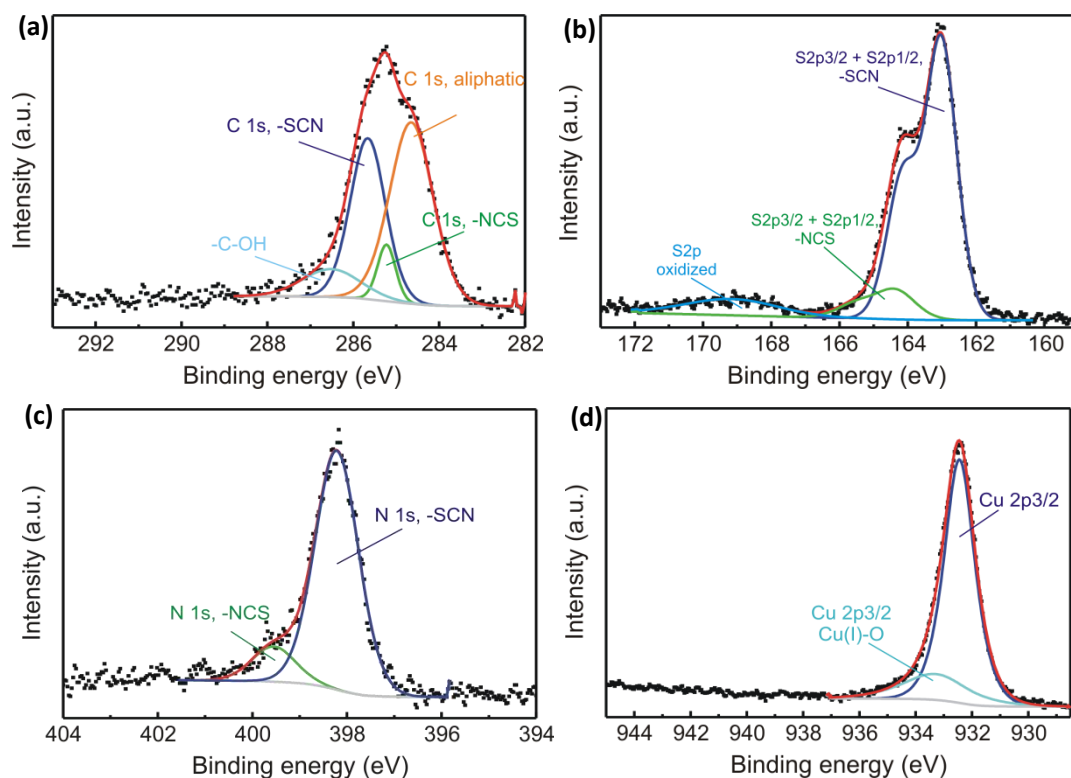 (a)
Intensity (a.u.)
C 1s, aliphatic
C 1s, -SCN
C 1s, -NCS
-C-OH
292 290 288 286 284 282
Binding energy (eV)
(b)
Intensity (a.u.)
S2p3/2 + S2p1/2,
-SCN
S2p3/2 + S2p1/2,
-NCS
S2p
oxidized
172 170 168 166 164 162 160
Binding energy (eV)
(c)
Intensity (a.u.)
N 1s, -SCN
N 1s, -NCS
404 402 400 398 396 394
Binding energy (eV)
(d)
Intensity (a.u.)
Cu 2p3/2
Cu 2p3/2
Cu(I)-O
944 942 940 938 936 934 932 930
Binding energy (eV)